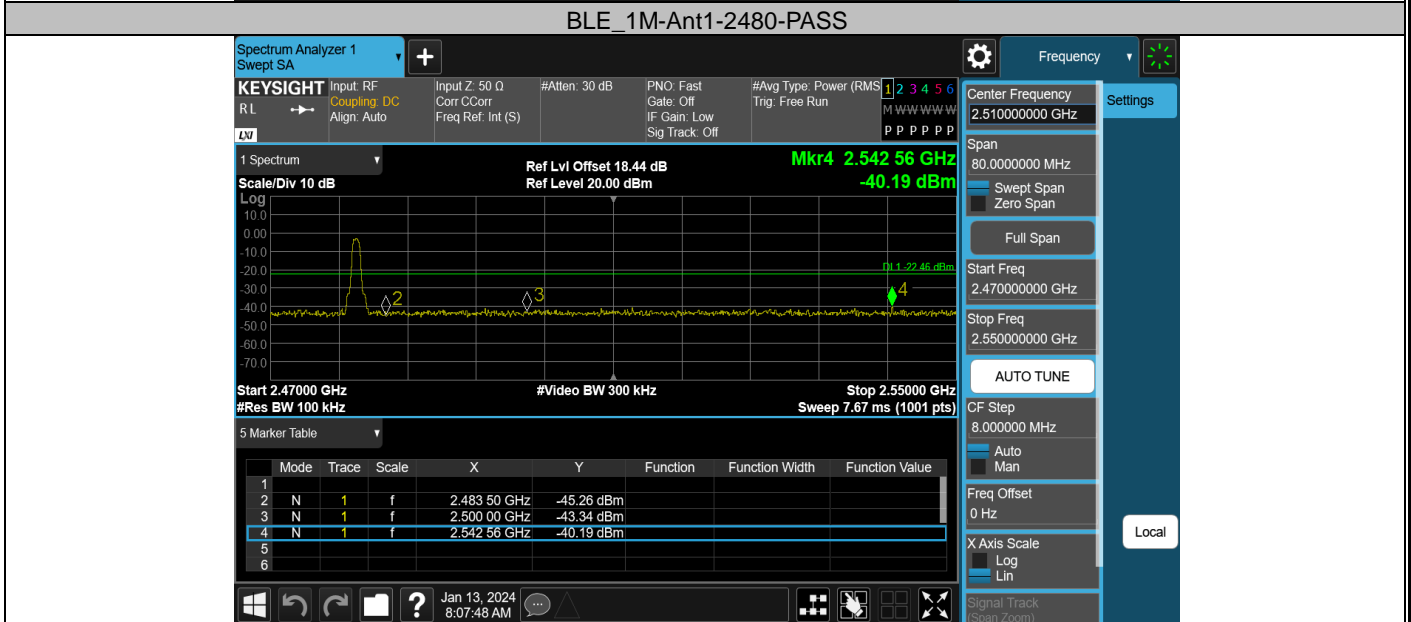 BLE_1M-Ant1-2480-PASS
Spectrum Analyzer 1
Swept SA
Frequency
KEYSIGHT
RL
LXI
Input: RF
Coupling: DC
Align: Auto
Input Z: 50 Ω
Corr CCorr
Freq Ref: Int (S)
#Atten: 30 dB
PNO: Fast
Gate: Off
IF Gain: Low
Sig Track: Off
#Avg Type: Power (RMS
Trig: Free Run
1 2 3 4 5 6
M W W W W W
P P P P P P
1 Spectrum
Scale/Div 10 dB
Ref Lvl Offset 18.44 dB
Ref Level 20.00 dBm
Mkr4 2.542 56 GHz
-40.19 dBm
Log
10.0
0.00
-10.0
-20.0
-30.0
-40.0
-50.0
-60.0
-70.0
DL1 -22.46 dBm
2
3
4
Start 2.47000 GHz
#Video BW 300 kHz
Stop 2.55000 GHz
#Res BW 100 kHz
Sweep 7.67 ms (1001 pts)
5 Marker Table
Mode Trace Scale X Y Function Function Width Function Value
1
2 N 1 f 2.483 50 GHz -45.26 dBm
3 N 1 f 2.500 00 GHz -43.34 dBm
4 N 1 f 2.542 56 GHz -40.19 dBm
5
6
Jan 13, 2024
8:07:48 AM
Center Frequency
2.510000000 GHz
Settings
Span
80.0000000 MHz
Swept Span
Zero Span
Full Span
Start Freq
2.470000000 GHz
Stop Freq
2.550000000 GHz
AUTO TUNE
CF Step
8.000000 MHz
Auto
Man
Freq Offset
0 Hz
Local
X Axis Scale
Log
Lin
Signal Track
(Span Zoom)